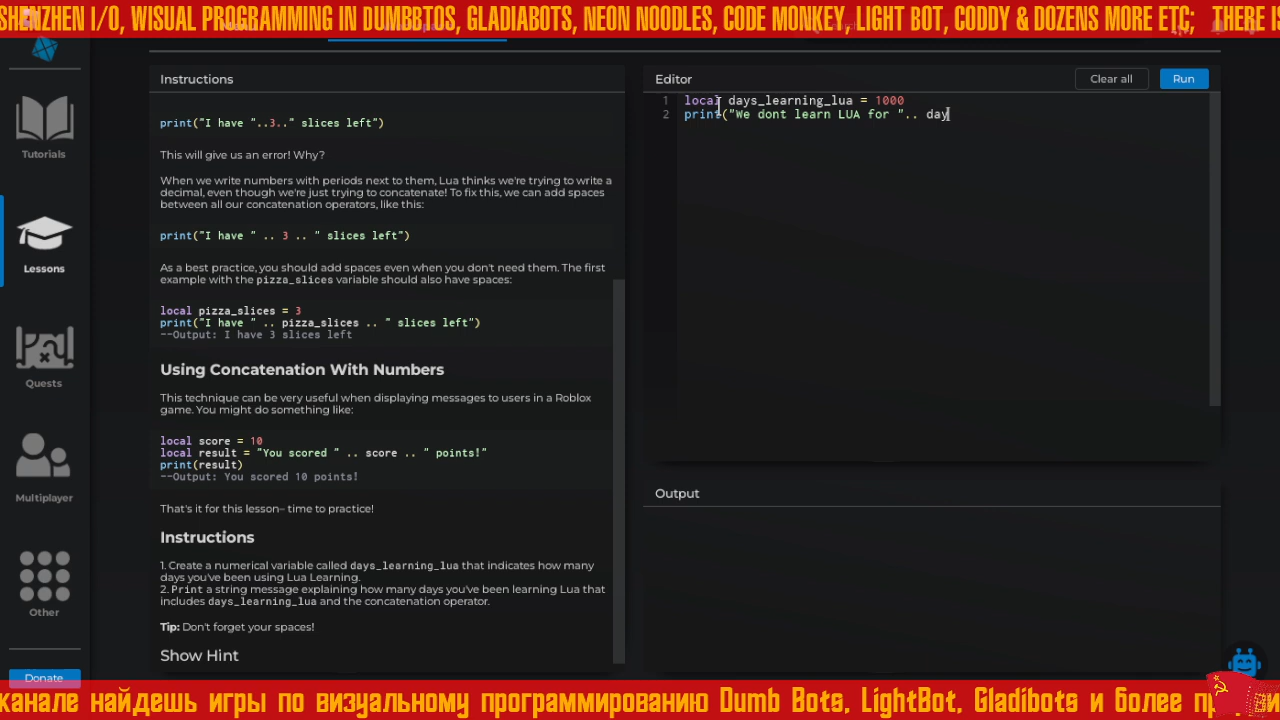 SHENZHEN I/O, WISUAL PROGRAMMING IN DUMBBTOS, GLADIABOTS, NEON NOODLES, CODE MONKEY, LIGHT BOT, CODDY & DOZENS MORE ETC; THERE IS
Tutorials
Lessons
Quests
Multiplayer
Other
Donate
Instructions
print("I have "..3.." slices left")
This will give us an error! Why?
When we write numbers with periods next to them, Lua thinks we're trying to write a
decimal, even though we're just trying to concatenate! To fix this, we can add spaces
between all our concatenation operators, like this:
print("I have " .. 3 .. " slices left")
As a best practice, you should add spaces even when you don't need them. The first
example with the pizza_slices variable should also have spaces:
local pizza_slices = 3
print("I have " .. pizza_slices .. " slices left")
--Output: I have 3 slices left
Using Concatenation With Numbers
This technique can be very useful when displaying messages to users in a Roblox
game. You might do something like:
local score = 10
local result = "You scored " .. score .. " points!"
print(result)
--Output: You scored 10 points!
That's it for this lesson– time to practice!
Instructions
1. Create a numerical variable called days_learning_lua that indicates how many
days you've been using Lua Learning.
2. Print a string message explaining how many days you've been learning Lua that
includes days_learning_lua and the concatenation operator.
Tip: Don't forget your spaces!
Show Hint
Editor
Clear all
Run
1 local days_learning_lua = 1000
2 print("We dont learn LUA for ".. day
Output
канале найдешь игры по визуальному программированию Dumb Bots, LightBot, Gladibots и более